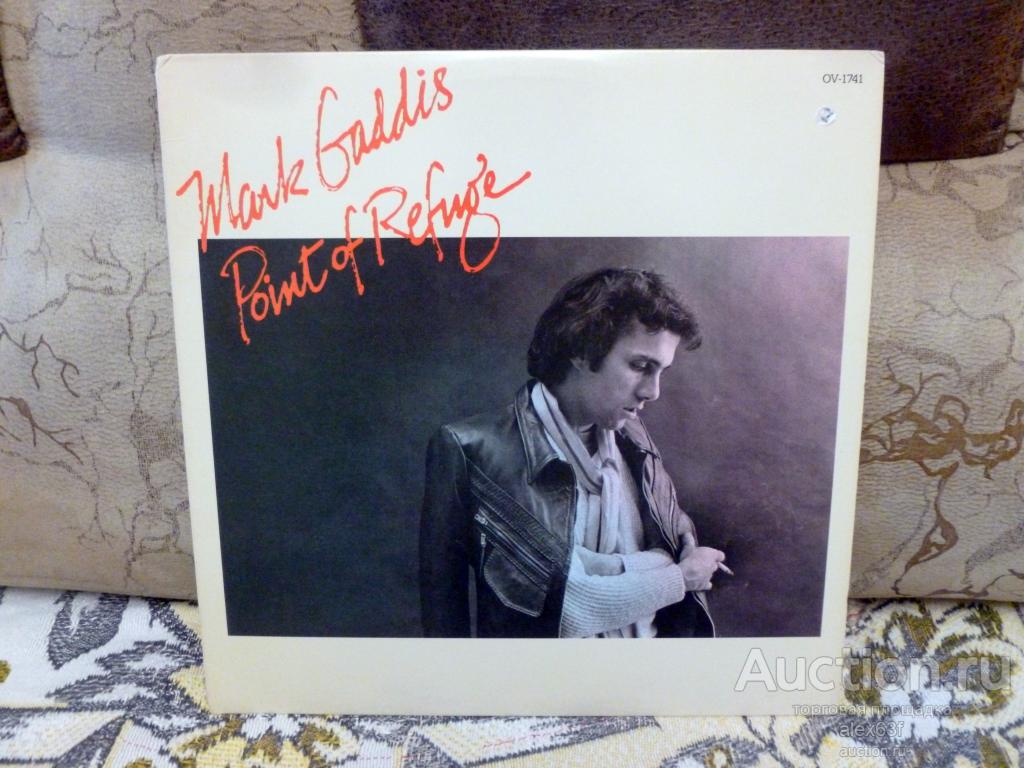 OV-1741
Mark Gaddis
Point of Refuge
Auction.ru
торговая площадка
alex63f
auction.ru